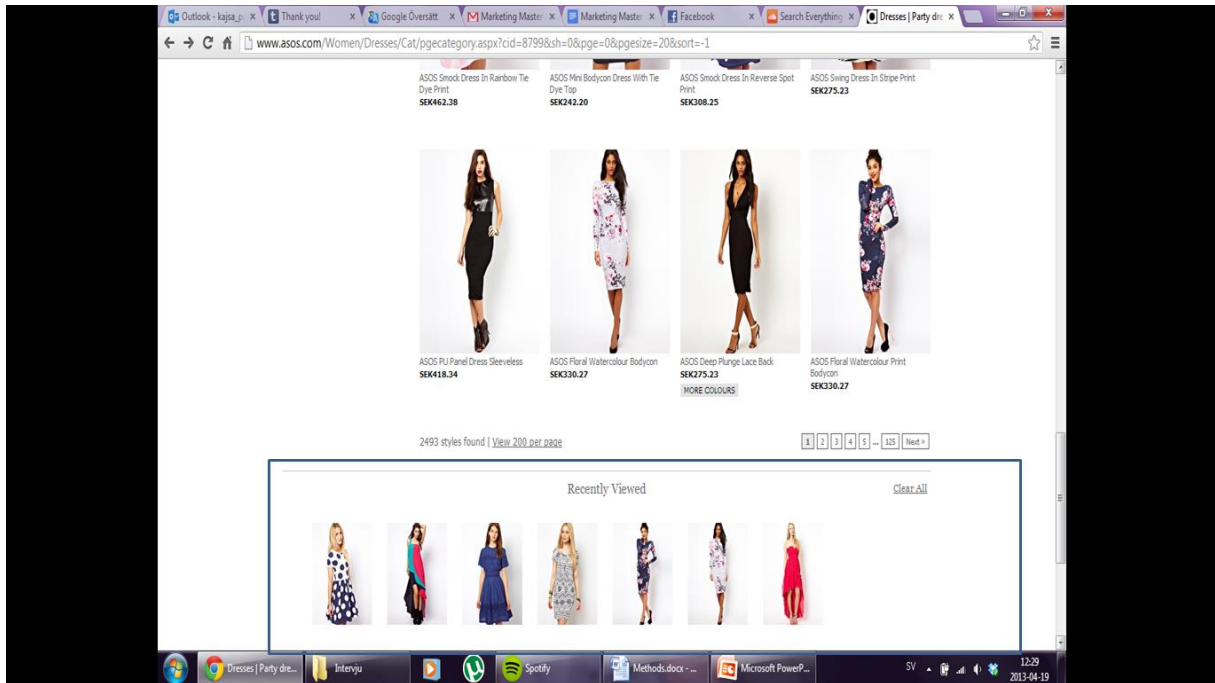 Outlook - kajsa_p
Thank you!
Google Översätt
Marketing Master
Marketing Master
Facebook
Search Everything
Dresses | Party dre
www.asos.com/Women/Dresses/Cat/pgecategory.aspx?cid=8799&sh=0&pge=0&pgesize=20&sort=-1
ASOS Smock Dress In Rainbow Tie
Dye Print
SEK462.38
ASOS Mini Bodycon Dress With Tie
Dye Top
SEK242.20
ASOS Smock Dress In Reverse Spot
Print
SEK308.25
ASOS Swing Dress In Stripe Print
SEK275.23
ASOS PU Panel Dress Sleeveless
SEK418.34
ASOS Floral Watercolour Bodycon
SEK330.27
ASOS Deep Plunge Lace Back
SEK275.23
MORE COLOURS
ASOS Floral Watercolour Print
Bodycon
SEK330.27
2493 styles found | View 200 per page
1 2 3 4 5 ... 125 Next »
Recently Viewed
Clear All
Dresses | Party dre...
Intervju
Spotify
Methods.docx - ...
Microsoft PowerP...
SV
12:29
2013-04-19